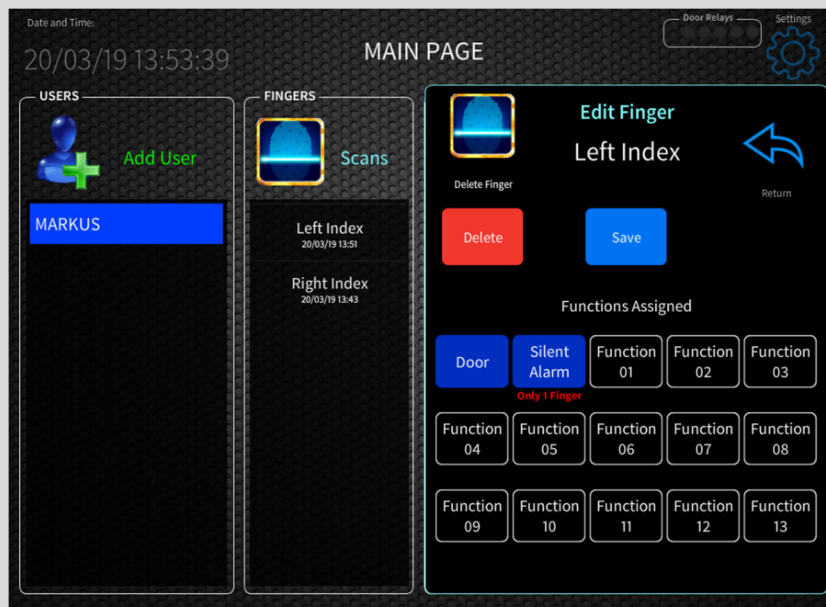 Date and Time:
20/03/19 13:53:39
MAIN PAGE
Door Relays
Settings
USERS
Add User
MARKUS
FINGERS
Scans
Left Index
20/03/19 13:51
Right Index
20/03/19 13:43
Edit Finger
Left Index
Delete Finger
Return
Delete
Save
Functions Assigned
Door
Silent
Alarm
Only 1 Finger
Function
01
Function
02
Function
03
Function
04
Function
05
Function
06
Function
07
Function
08
Function
09
Function
10
Function
11
Function
12
Function
13